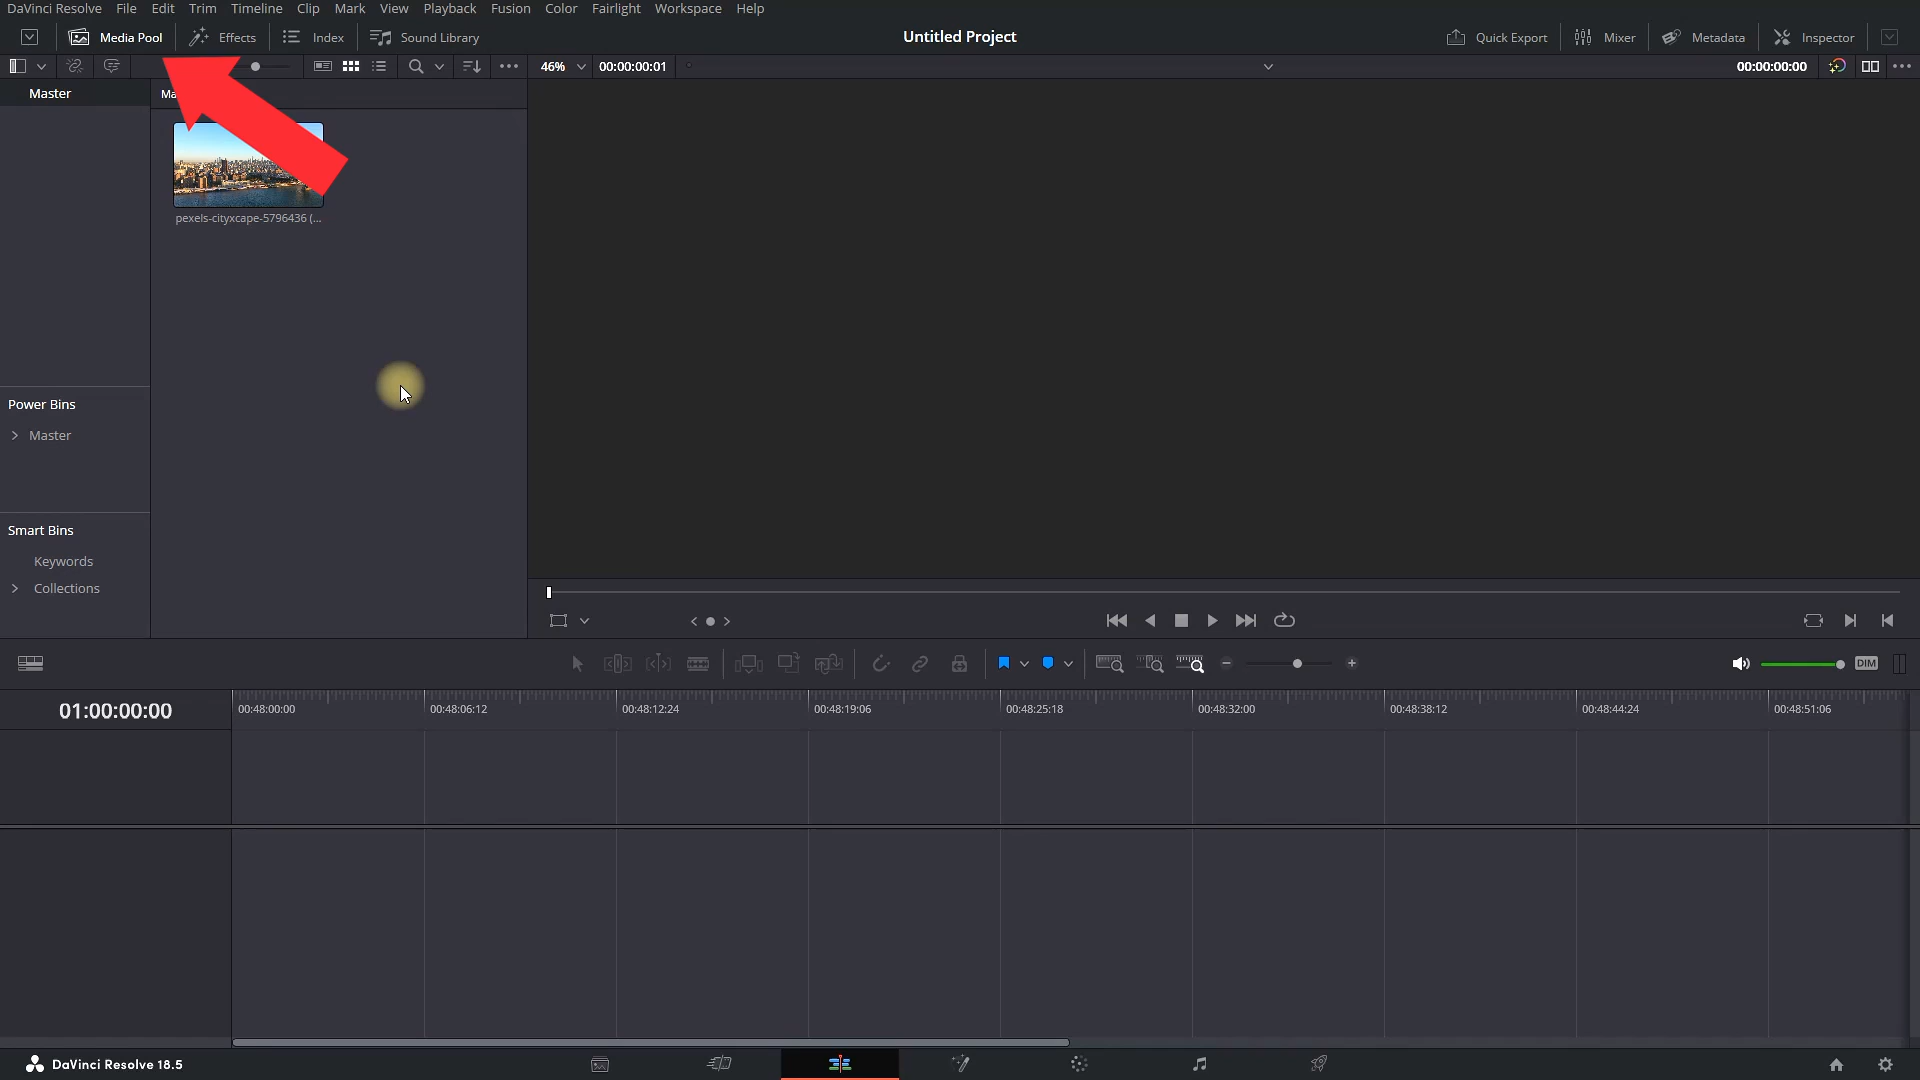 DaVinci Resolve File Edit Trim Timeline Clip Mark View Playback Fusion Color Fairlight Workspace Help
Media Pool Effects Index Sound Library Untitled Project Quick Export Mixer Metadata Inspector
46% 00:00:00:01 00:00:00:00
Master
pexels-cityxcape-5796436 (...
Power Bins
Master
Smart Bins
Keywords
Collections
DIM
01:00:00:00 00:48:00:00 00:48:06:12 00:48:12:24 00:48:19:06 00:48:25:18 00:48:32:00 00:48:38:12 00:48:44:24 00:48:51:06
DaVinci Resolve 18.5